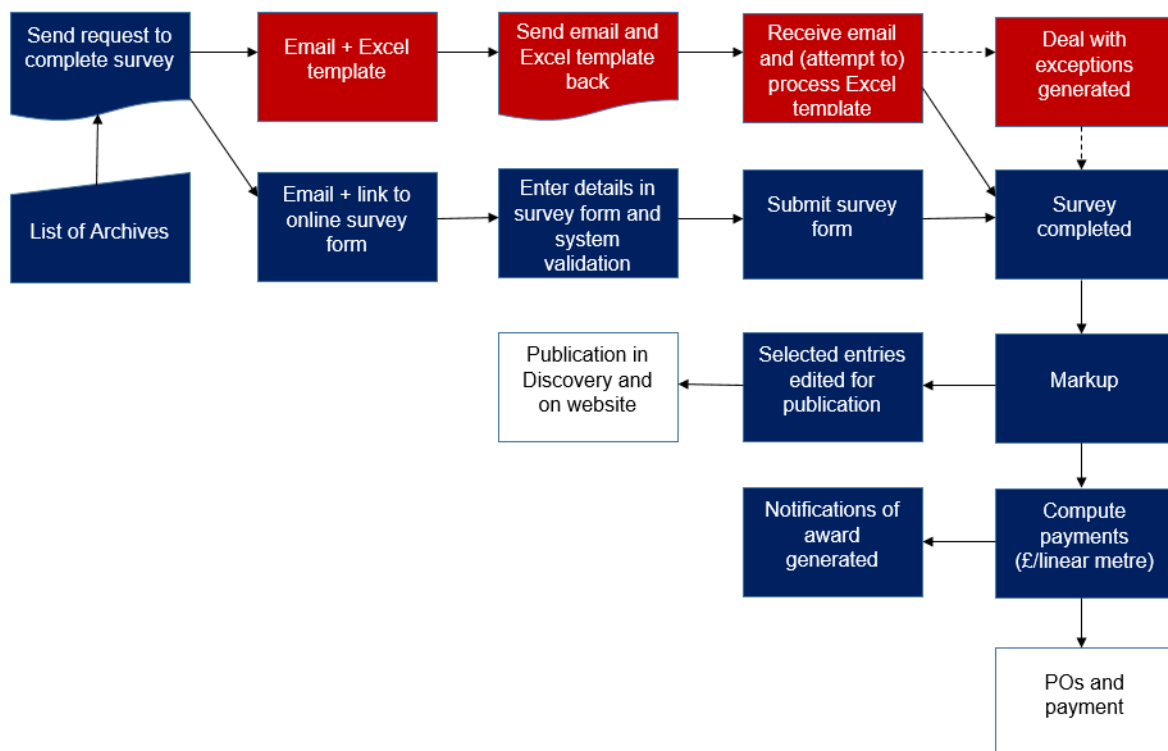 Send request to
complete survey
Email + Excel
template
Send email and
Excel template
back
Receive email
and (attempt to)
process Excel
template
Deal with
exceptions
generated
List of Archives
Email + link to
online survey
form
Enter details in
survey form and
system
validation
Submit survey
form
Survey
completed
Publication in
Discovery and
on website
Selected entries
edited for
publication
Markup
Notifications of
award
generated
Compute
payments
(£/linear metre)
POs and
payment